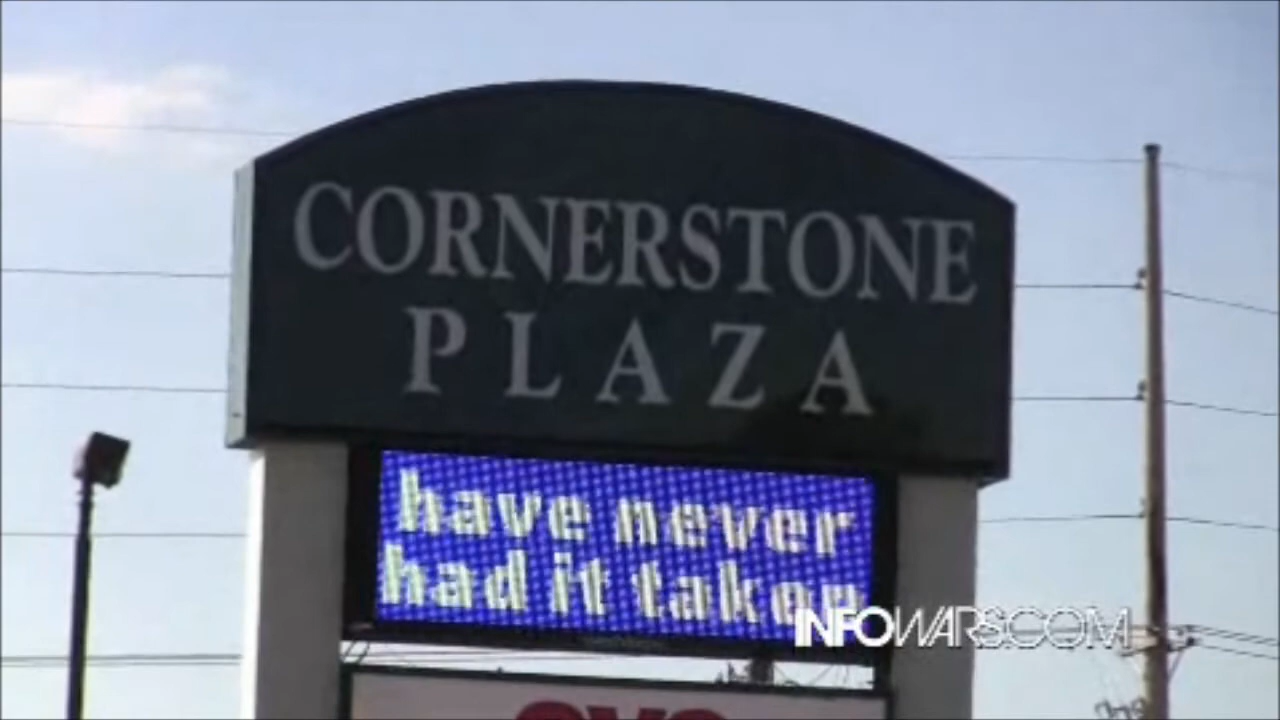 CORNERSTONE
PLAZA
have never
had it taken
INFOWARS.COM